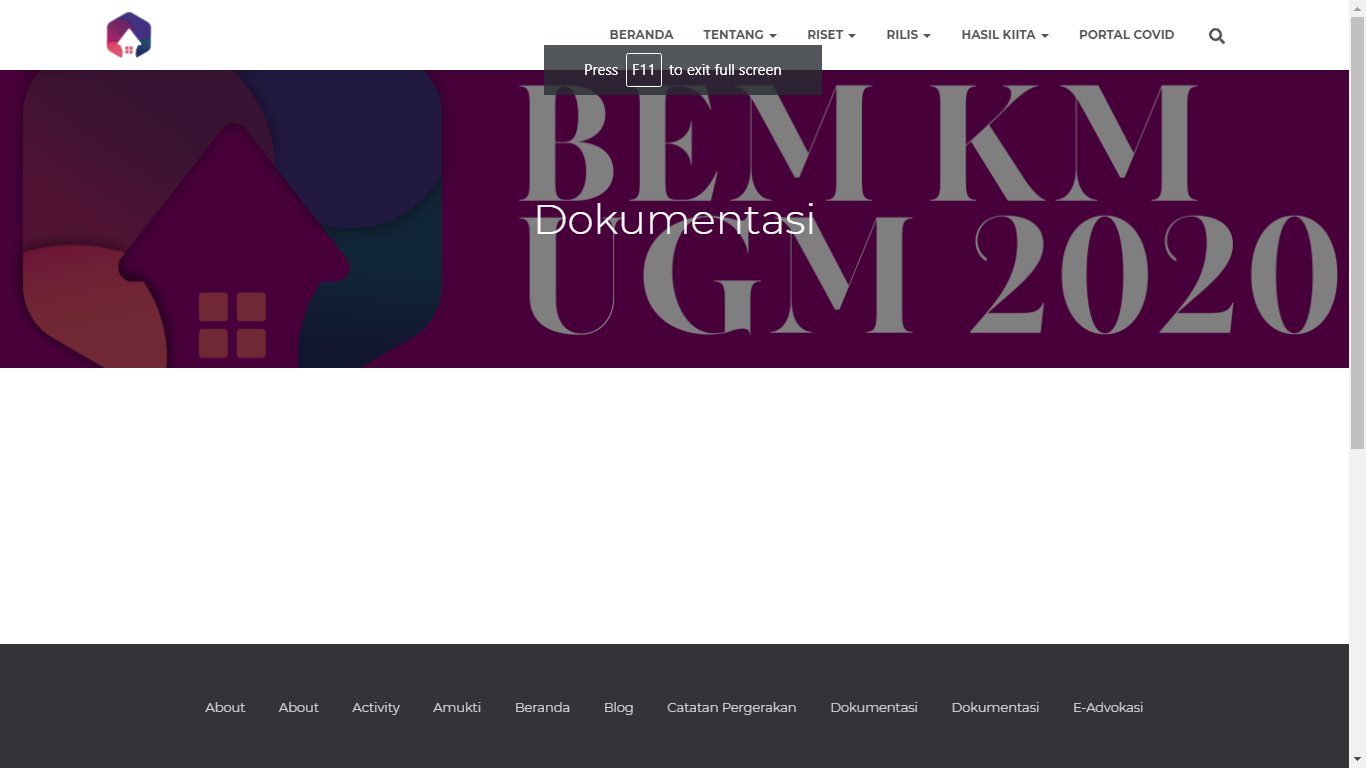 BERANDA TENTANG RISET RILIS HASIL KIITA PORTAL COVID
Press F11 to exit full screen
BEM KM
UGM 2020
Dokumentasi
About About Activity Amukti Beranda Blog Catatan Pergerakan Dokumentasi Dokumentasi E-Advokasi